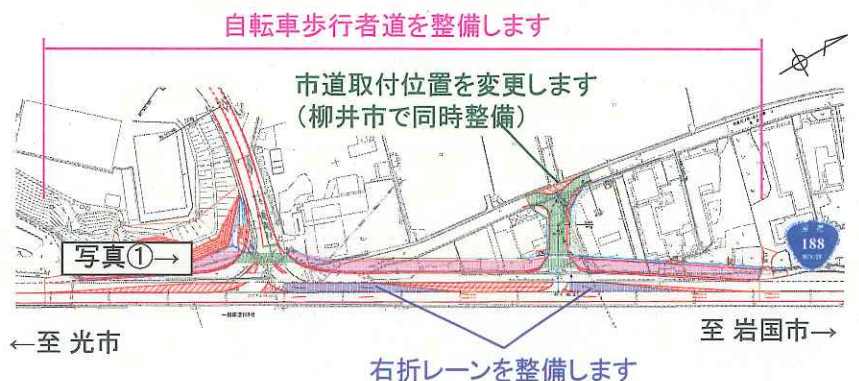 自転車歩行者道を整備します
市道取付位置を変更します
(柳井市で同時整備)
写真①→
188
←至 光市
至 岩国市→
右折レーンを整備します